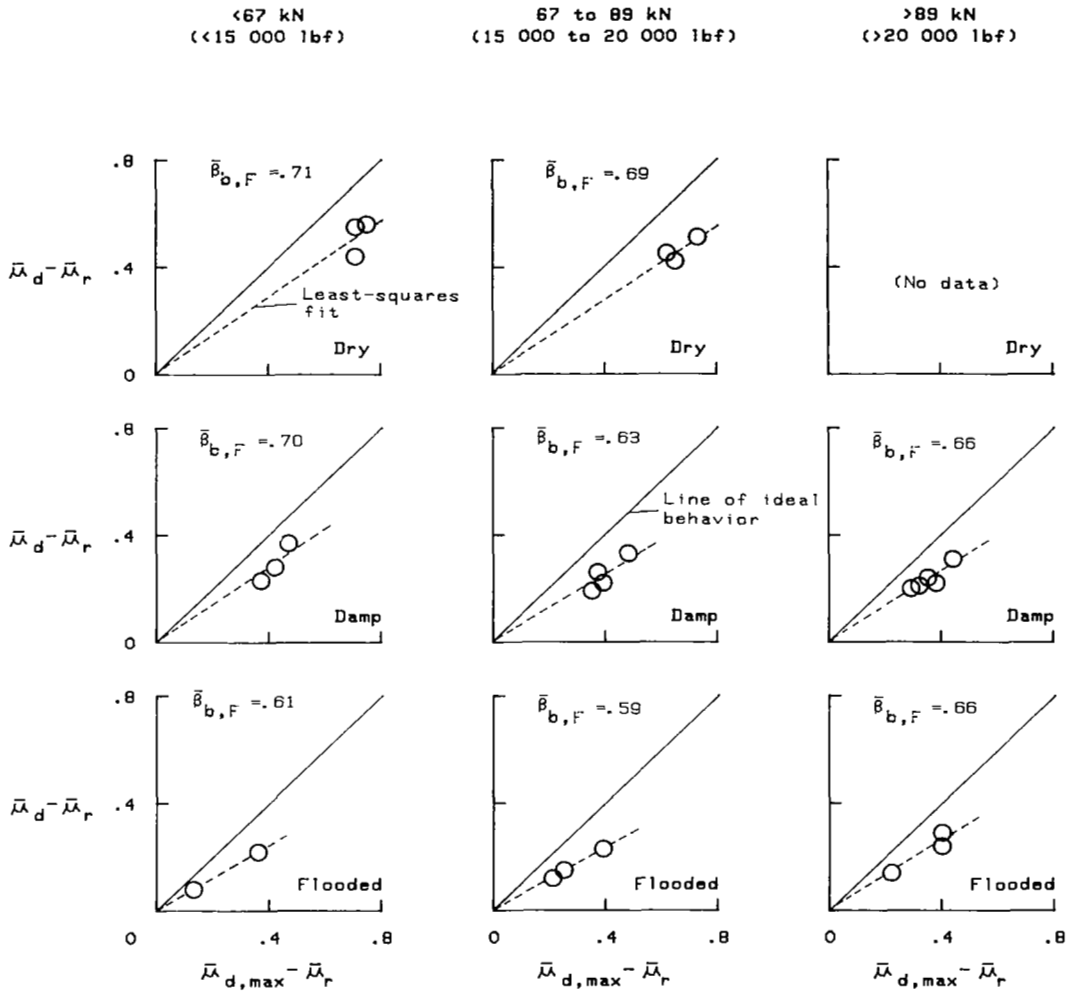 <67 kN 67 to 89 kN >89 kN
(<15 000 lbf) (15 000 to 20 000 lbf) (>20 000 lbf)
.8 β̄b,F =.71 β̄b,F =.69
μ̄d-μ̄r .4 (No data)
Least-squares
fit
0 Dry Dry Dry
.8 β̄b,F =.70 β̄b,F =.63 β̄b,F =.66
Line of ideal
behavior
μ̄d-μ̄r .4
0 Damp Damp Damp
.8 β̄b,F =.61 β̄b,F =.59 β̄b,F =.66
μ̄d-μ̄r .4
Flooded Flooded Flooded
0 .4 .8 0 .4 .8 0 .4 .8
μ̄d,max-μ̄r μ̄d,max-μ̄r μ̄d,max-μ̄r